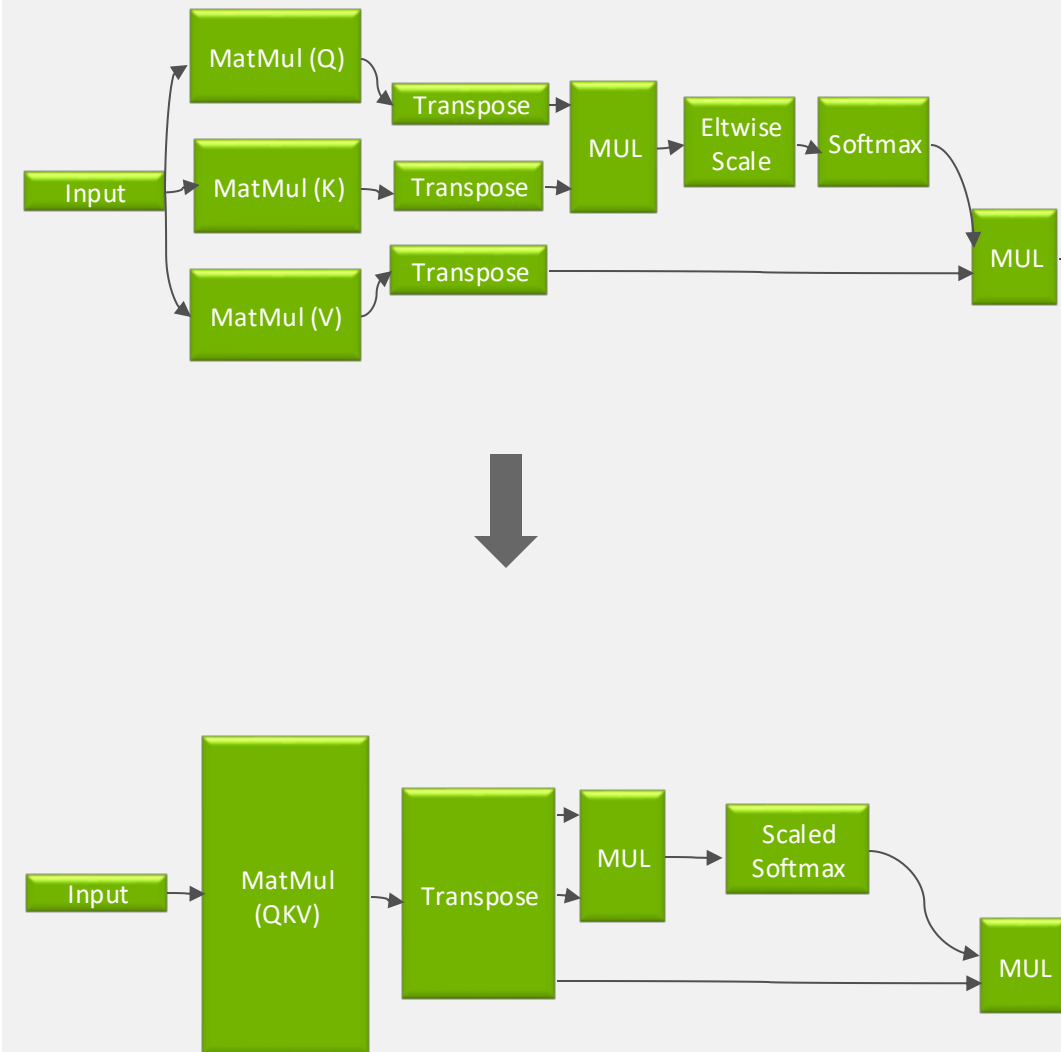 MatMul (Q)
Transpose
MUL
Eltwise
Scale
Softmax
Input
MatMul (K)
Transpose
MUL
MatMul (V)
Transpose
Input
MatMul
(QKV)
Transpose
MUL
Scaled
Softmax
MUL